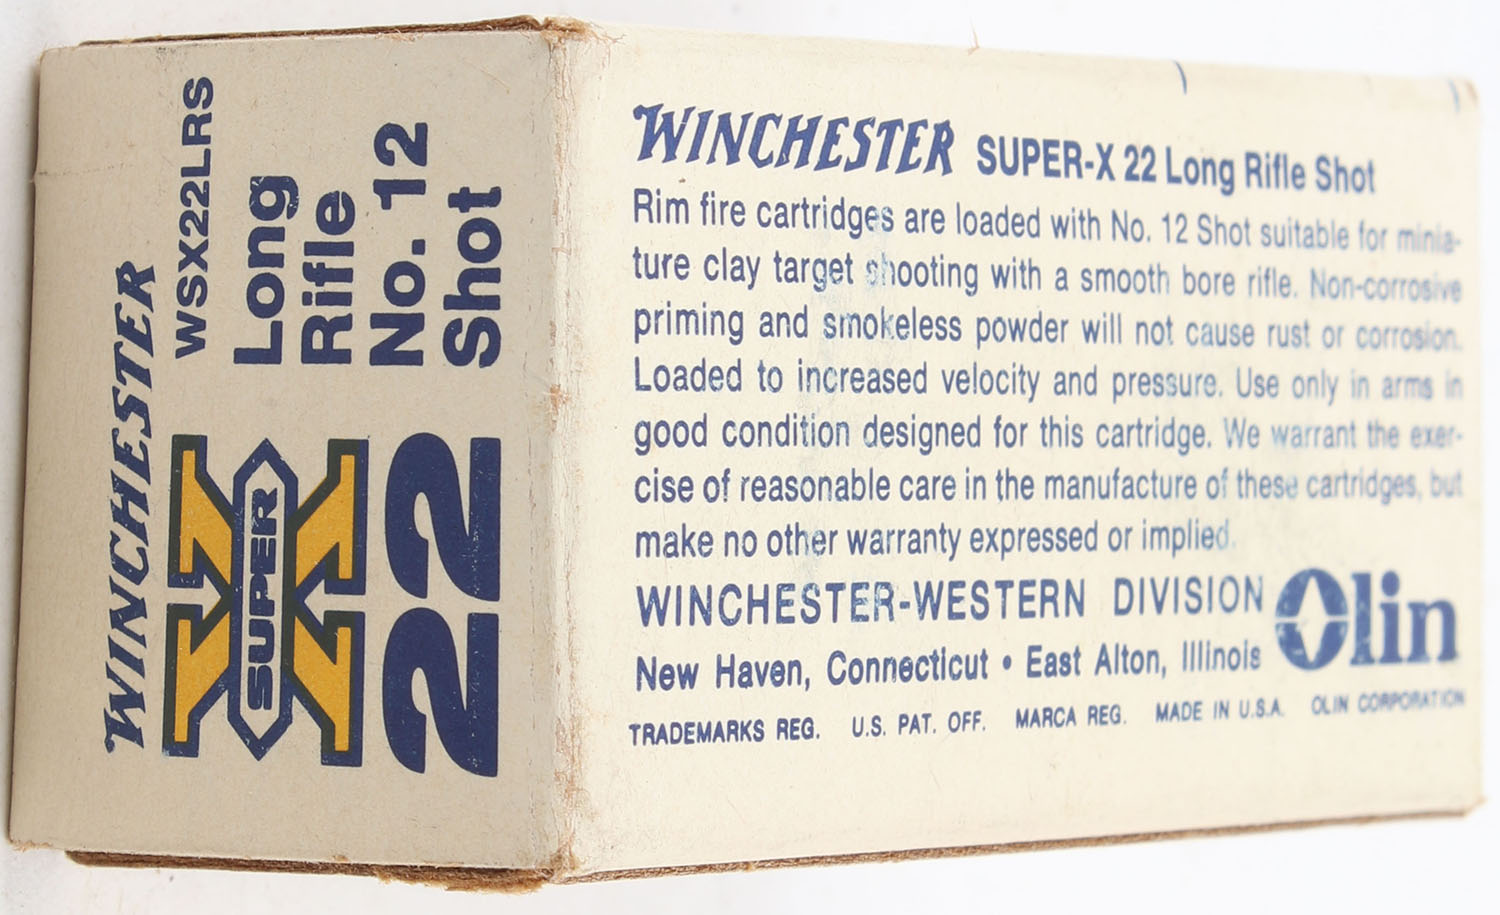 WINCHESTER
WSX22LRS
Long
Rifle
No. 12
Shot
SUPER X
22
WINCHESTER SUPER-X 22 Long Rifle Shot
Rim fire cartridges are loaded with No. 12 Shot suitable for minia-
ture clay target shooting with a smooth bore rifle. Non-corrosive
priming and smokeless powder will not cause rust or corrosion.
Loaded to increased velocity and pressure. Use only in arms in
good condition designed for this cartridge. We warrant the exer-
cise of reasonable care in the manufacture of these cartridges, but
make no other warranty expressed or implied.
WINCHESTER-WESTERN DIVISION Olin
New Haven, Connecticut • East Alton, Illinois
TRADEMARKS REG. U.S. PAT. OFF. MARCA REG. MADE IN U.S.A. OLIN CORPORATION